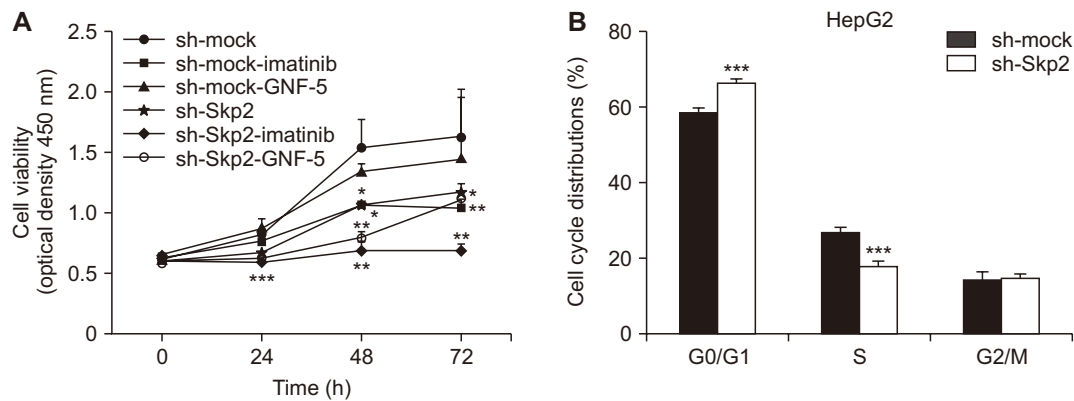 A
Cell viability
(optical density 450 nm)
2.5
2.0
1.5
1.0
0.5
0
sh-mock
sh-mock-imatinib
sh-mock-GNF-5
sh-Skp2
sh-Skp2-imatinib
sh-Skp2-GNF-5
***
*
*
**
**
*
**
**
0 24 48 72
Time (h)
B
HepG2
Cell cycle distributions (%)
80
60
40
20
0
sh-mock
sh-Skp2
***
***
G0/G1 S G2/M